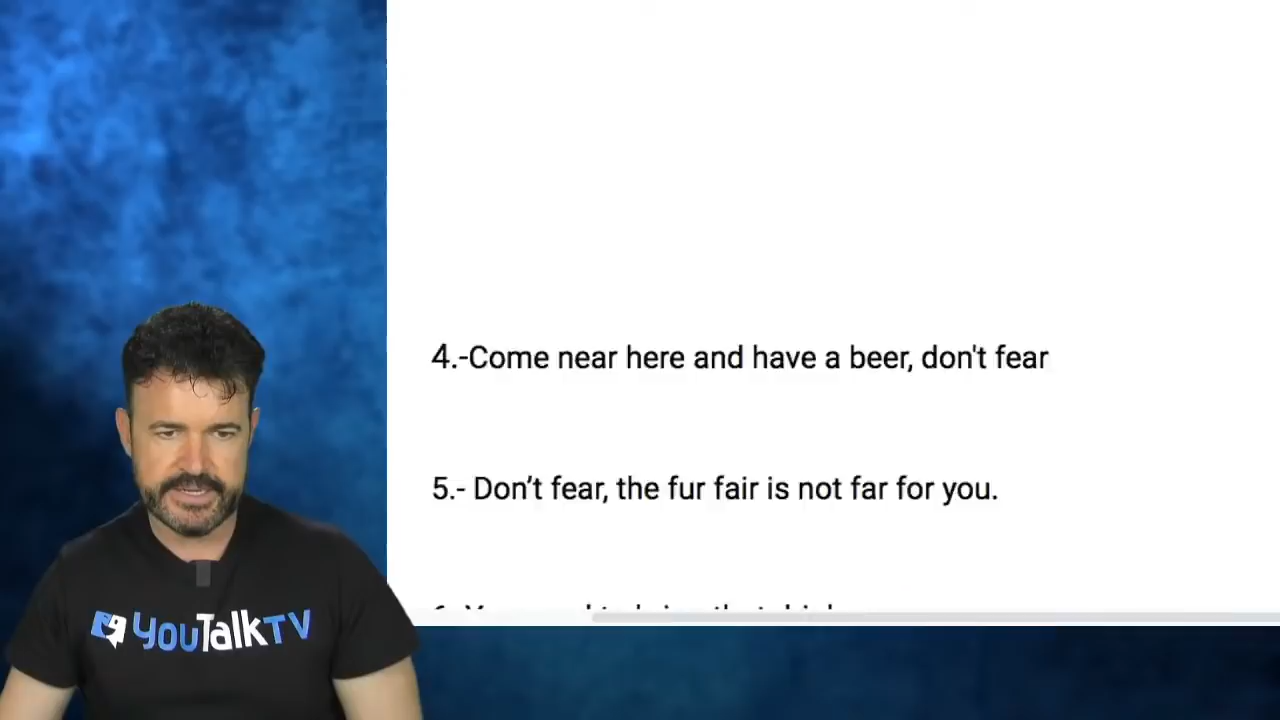 4.-Come near here and have a beer, don't fear
5.- Don’t fear, the fur fair is not far for you.
YouTalkTV